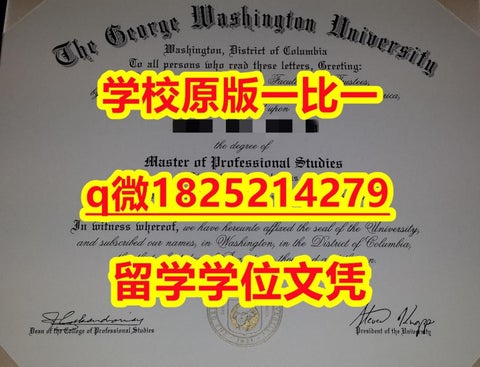 The George Washington University
Washington, District of Columbia
To all persons who read these letters, Greeting:
学校原版一比一
upon
the degree of
Master of Professional Studies
q微1825214279
In witness whereof, we have hereunto affixed the seal of the University,
and subscribed our names, in Washington, in the District of Columbia,
留学学位文凭
Dean of the College of Professional Studies
President of the University